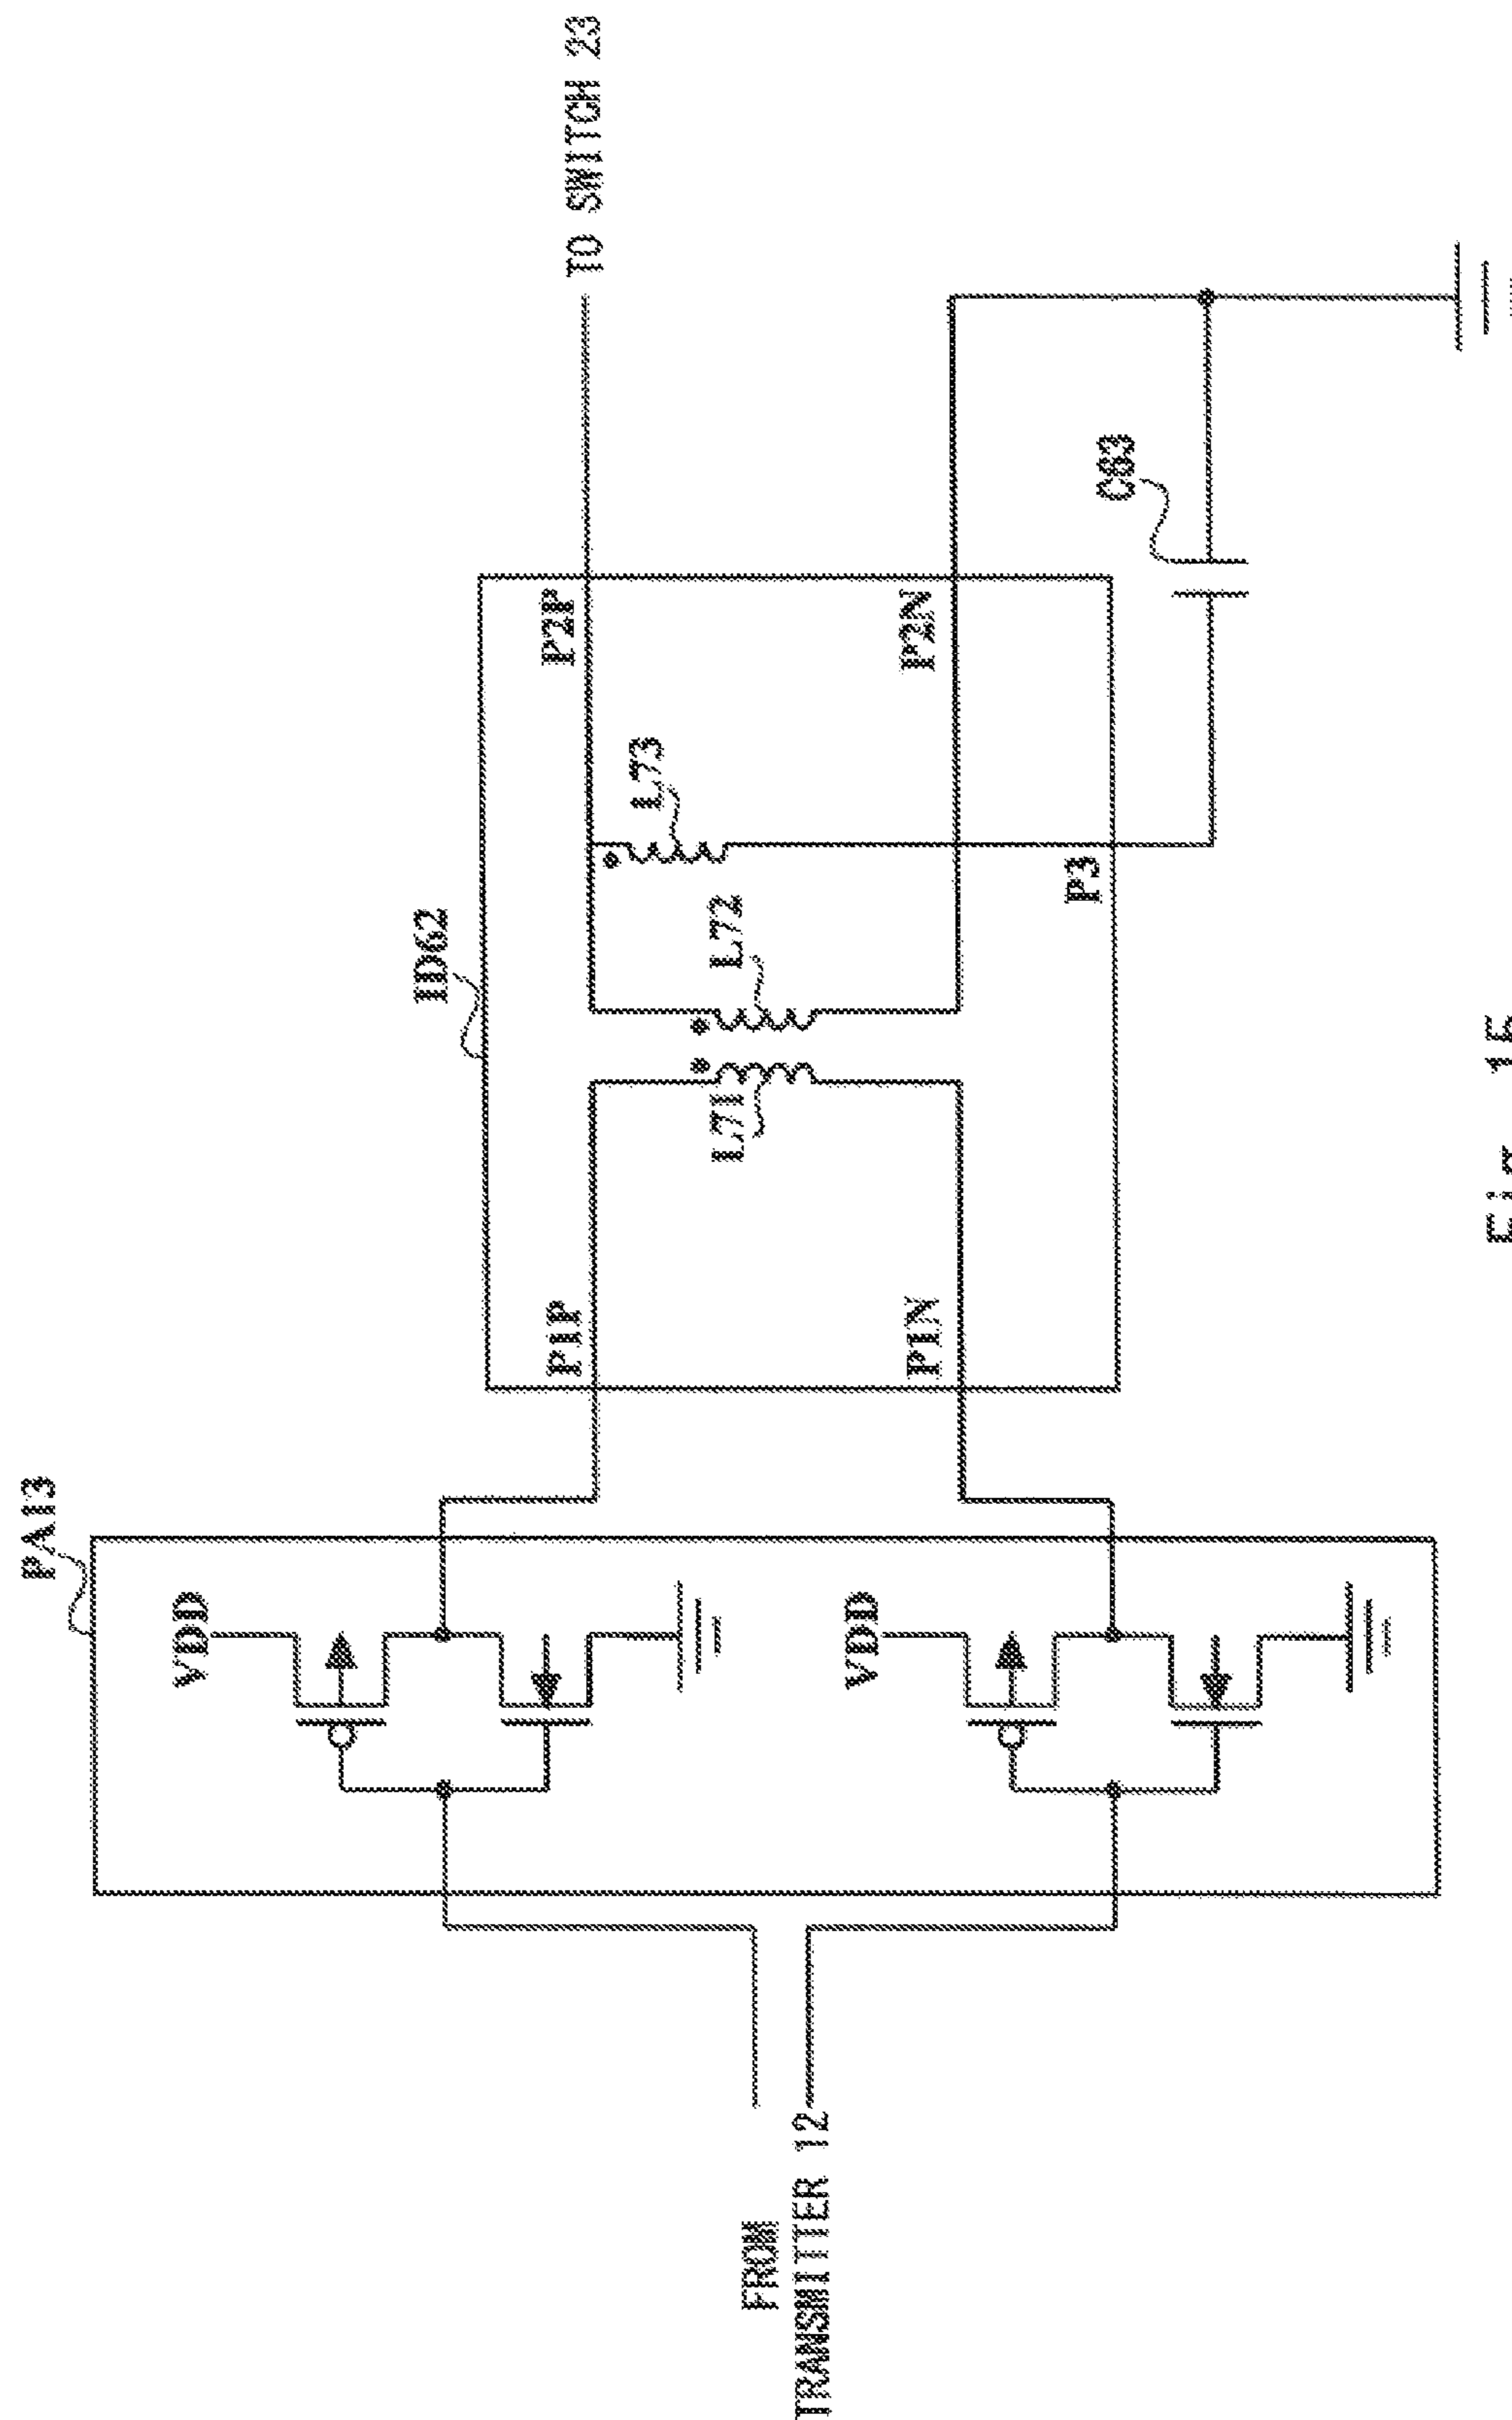 PA13
VDD
VDD
FROM
TRANSMITTER 12
ID62
P1P
P1N
L71
L72
L73
P2P
P2N
P3
C83
TO SWITCH 23